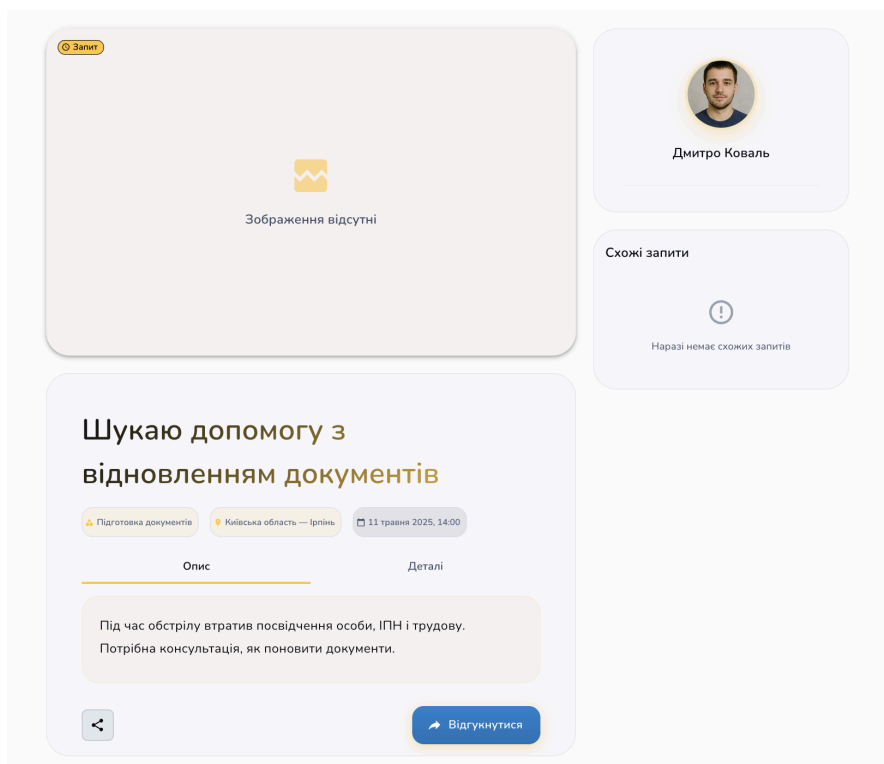 Запит
Зображення відсутні
Дмитро Коваль
Схожі запити
Наразі немає схожих запитів
Шукаю допомогу з
відновленням документів
Підготовка документів
Київська область — Ірпінь
11 травня 2025, 14:00
Опис
Деталі
Під час обстрілу втратив посвідчення особи, ІПН і трудову.
Потрібна консультація, як поновити документи.
Відгукнутися